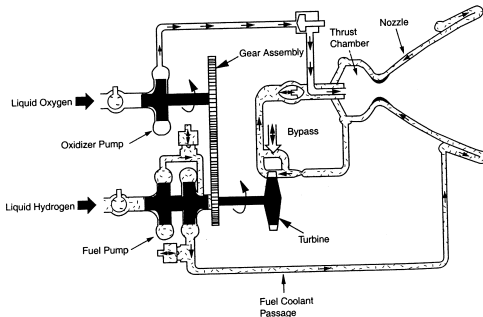 Thrust
Chamber
Nozzle
Gear Assembly
Liquid Oxygen
Oxidizer Pump
Bypass
Liquid Hydrogen
Fuel Pump
Turbine
Fuel Coolant
Passage